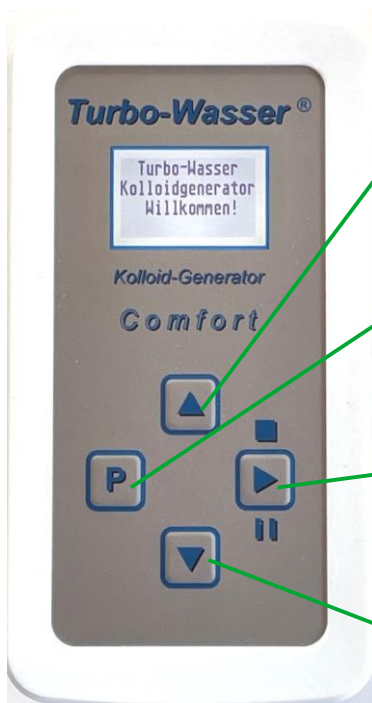 Turbo-Wasser®
Turbo-Wasser
Kolloidgenerator
Willkommen!
Kolloid-Generator
Comfort
P